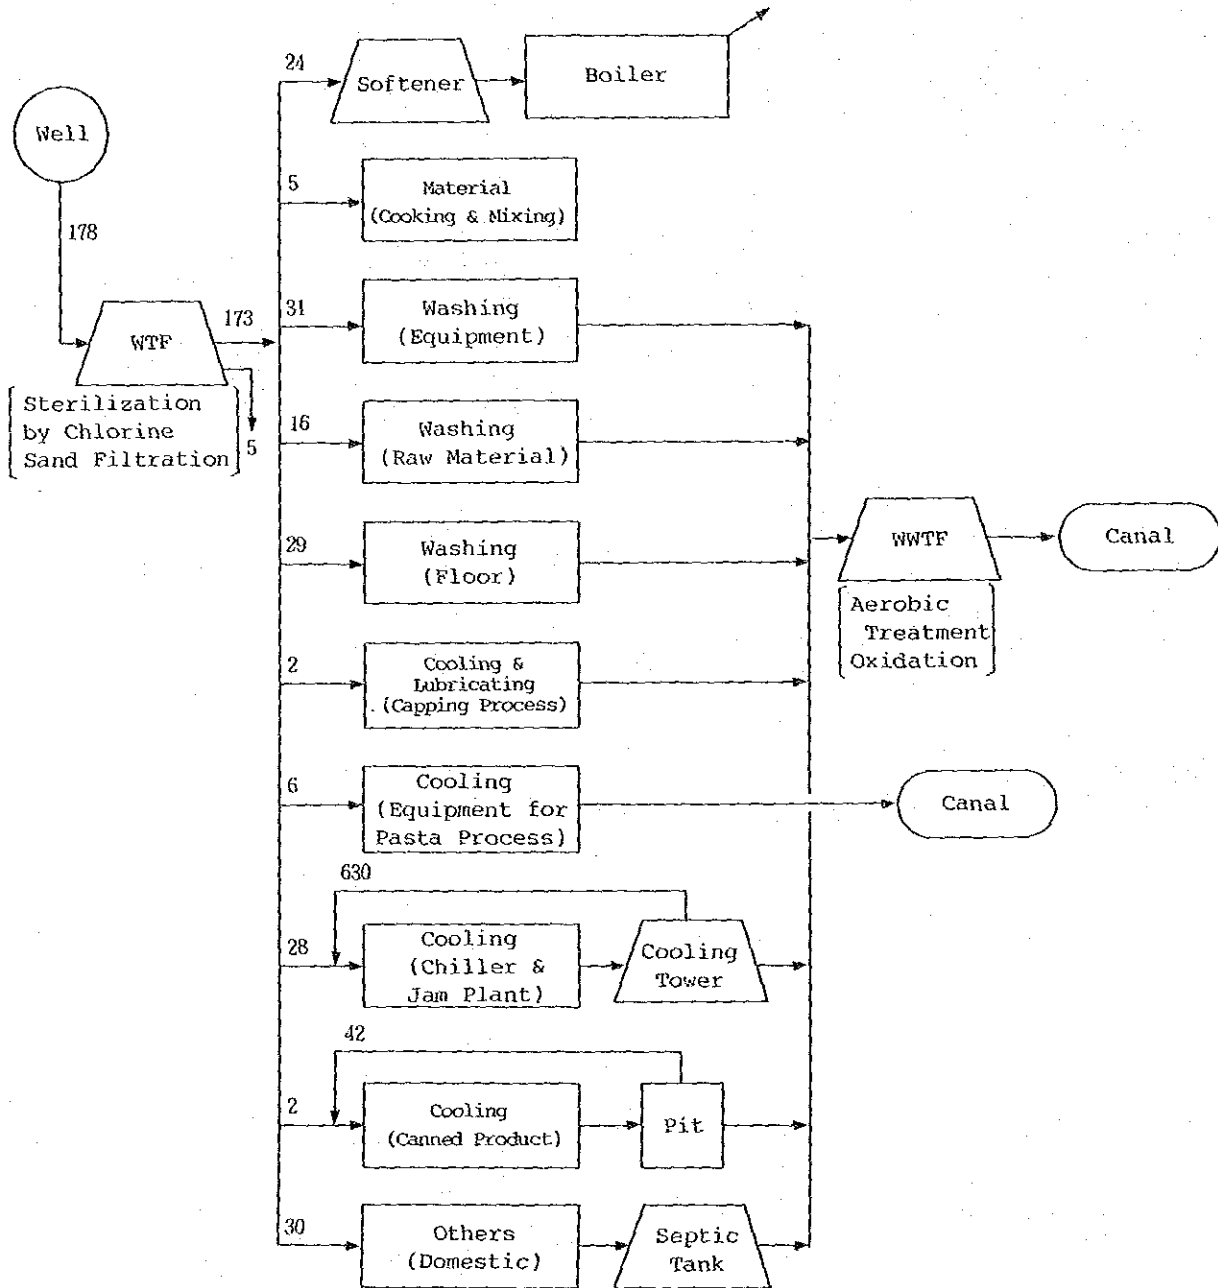 24
Softener
Boiler
Well
5
Material
(Cooking & Mixing)
178
31
Washing
(Equipment)
173
WTF
Sterilization
by Chlorine
Sand Filtration
5
16
Washing
(Raw Material)
29
Washing
(Floor)
WWTF
Canal
Aerobic
Treatment
Oxidation
2
Cooling &
Lubricating
(Capping Process)
6
Cooling
(Equipment for
Pasta Process)
Canal
630
28
Cooling
(Chiller &
Jam Plant)
Cooling
Tower
42
2
Cooling
(Canned Product)
Pit
30
Others
(Domestic)
Septic
Tank